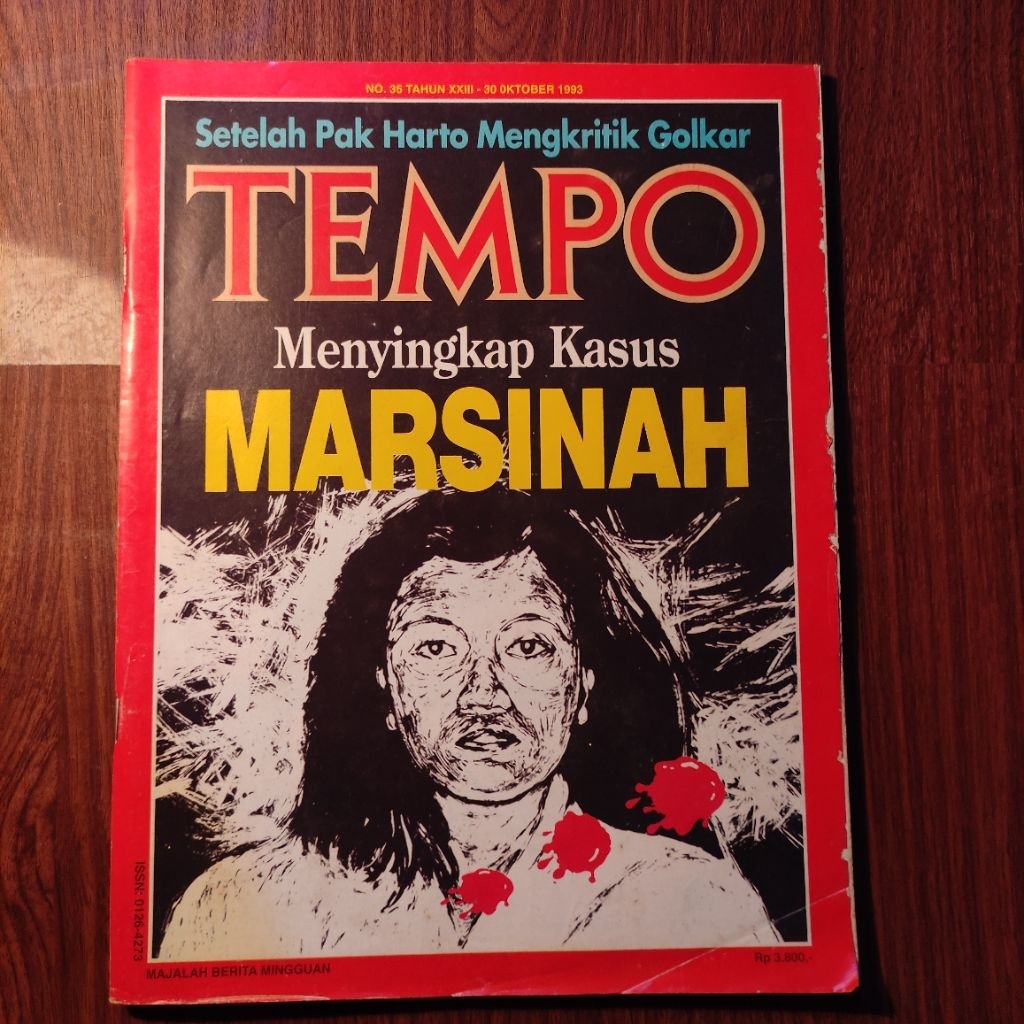 NO. 35 TAHUN XXIII - 30 OKTOBER 1993
Setelah Pak Harto Mengkritik Golkar
TEMPO
Menyingkap Kasus
MARSINAH
ISSN: 0126-4273
MAJALAH BERITA MINGGUAN
Rp 3.800,-